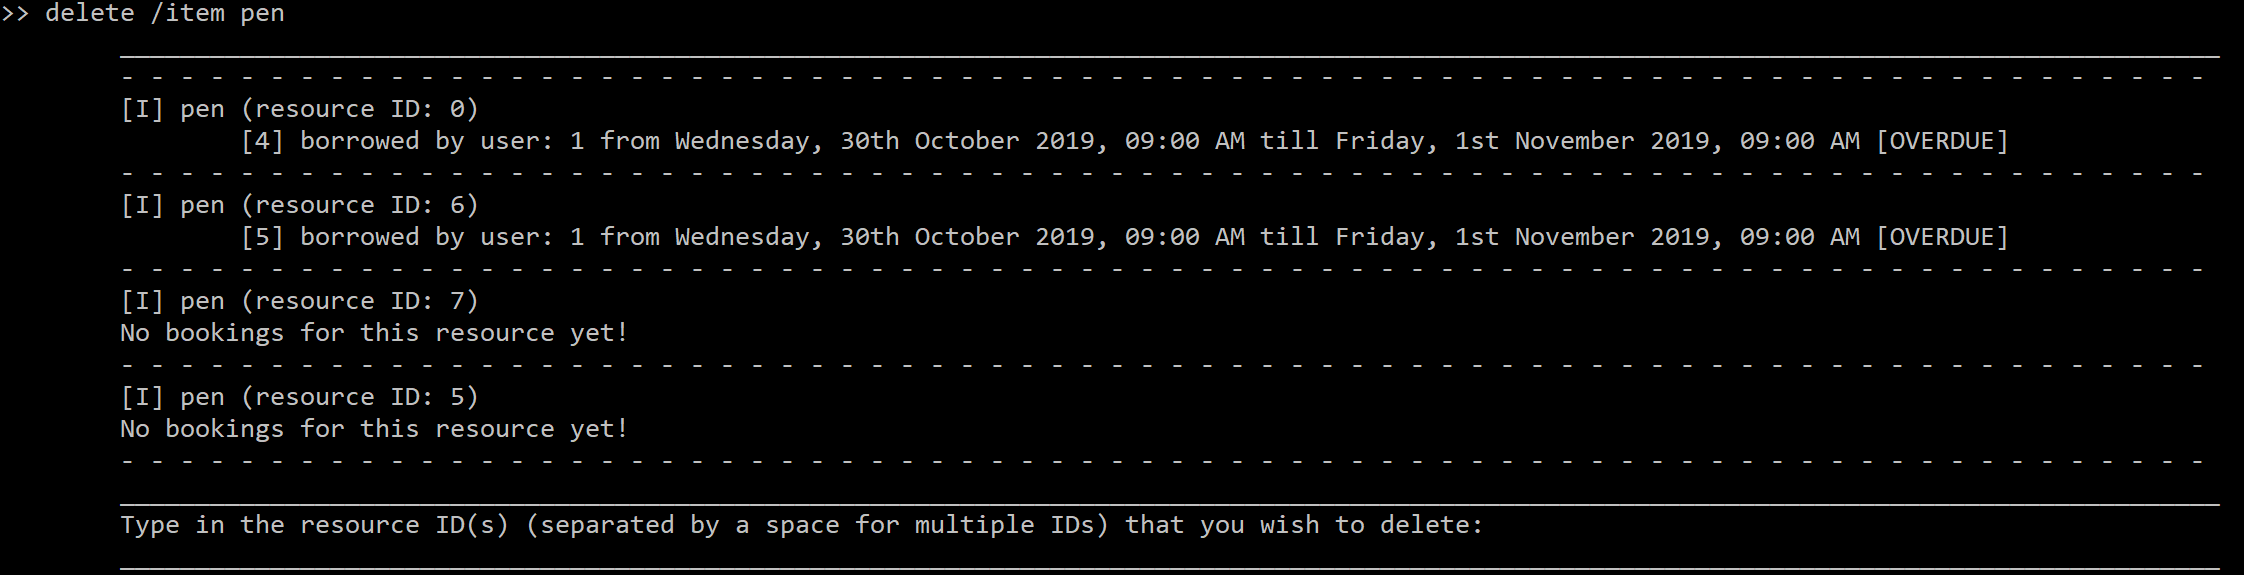 >> delete /item pen
[I] pen (resource ID: 0)
[4] borrowed by user: 1 from Wednesday, 30th October 2019, 09:00 AM till Friday, 1st November 2019, 09:00 AM [OVERDUE]
[I] pen (resource ID: 6)
[5] borrowed by user: 1 from Wednesday, 30th October 2019, 09:00 AM till Friday, 1st November 2019, 09:00 AM [OVERDUE]
[I] pen (resource ID: 7)
No bookings for this resource yet!
[I] pen (resource ID: 5)
No bookings for this resource yet!
Type in the resource ID(s) (separated by a space for multiple IDs) that you wish to delete: